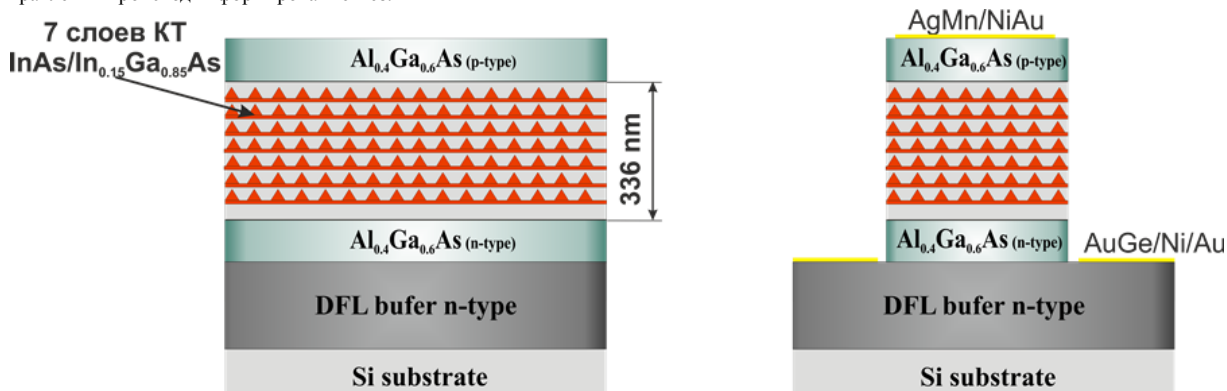 7 слоев КТ
InAs/In0.15Ga0.85As
Al0.4Ga0.6As (p-type)
336 nm
Al0.4Ga0.6As (n-type)
DFL bufer n-type
Si substrate
AgMn/NiAu
Al0.4Ga0.6As (p-type)
Al0.4Ga0.6As (n-type)
AuGe/Ni/Au
DFL bufer n-type
Si substrate